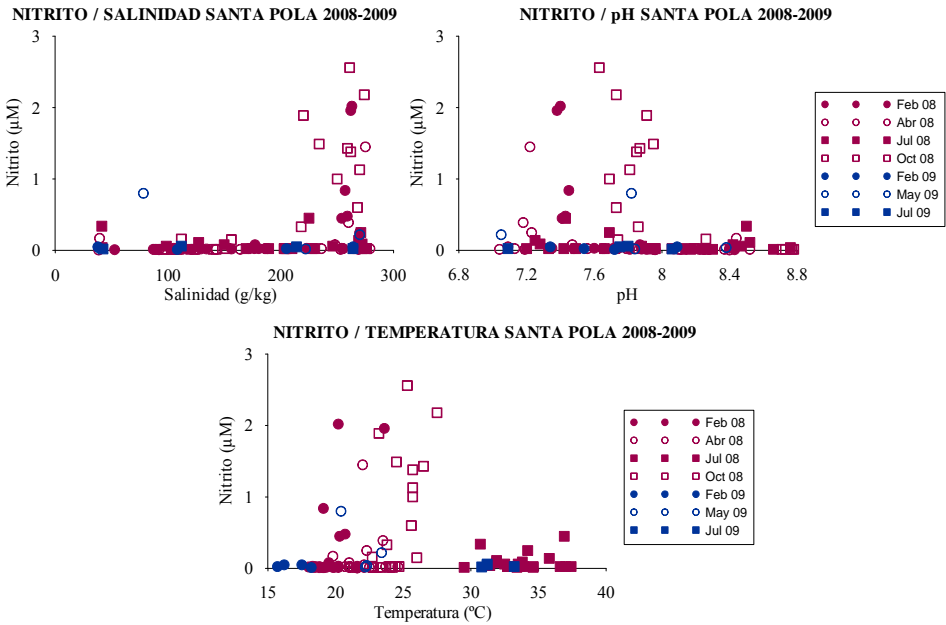 NITRITO / SALINIDAD SANTA POLA 2008-2009
3
2
1
0
Nitrito (µM)
0
100
200
300
Salinidad (g/kg)
NITRITO / pH SANTA POLA 2008-2009
3
2
1
0
Nitrito (µM)
6.8
7.2
7.6
8
8.4
8.8
pH
Feb 08
Abr 08
Jul 08
Oct 08
Feb 09
May 09
Jul 09
NITRITO / TEMPERATURA SANTA POLA 2008-2009
3
2
1
0
Nitrito (µM)
15
20
25
30
35
40
Temperatura (ºC)
Feb 08
Abr 08
Jul 08
Oct 08
Feb 09
May 09
Jul 09